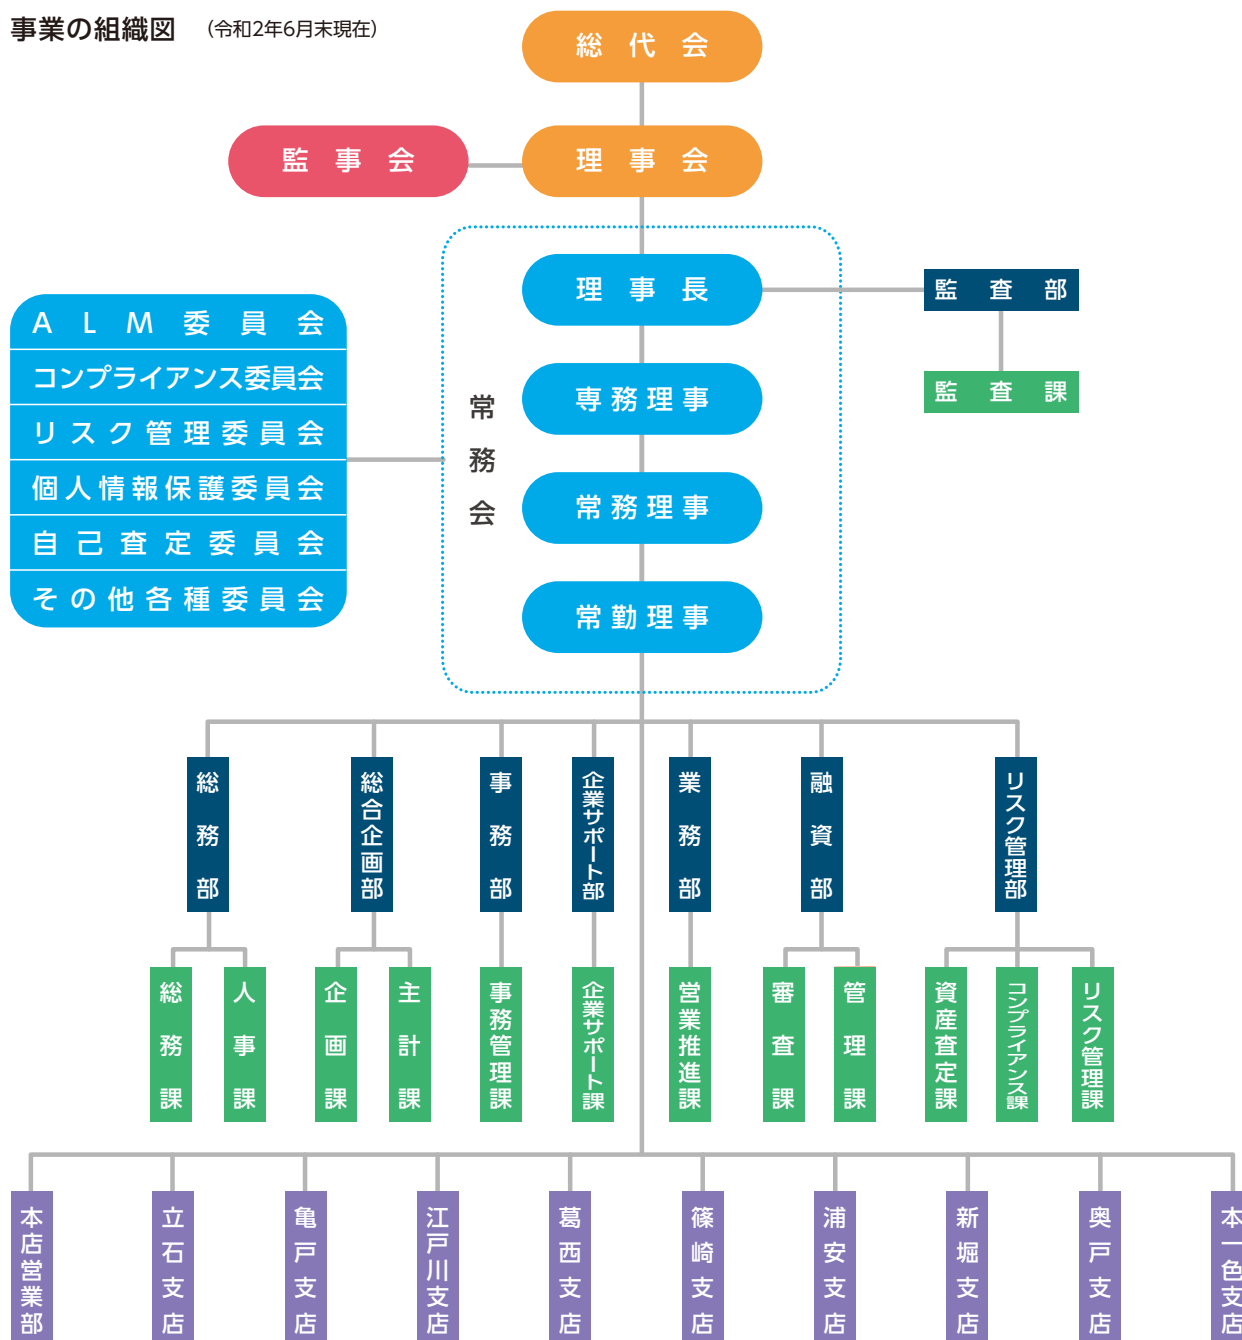 事業の組織図 (令和2年6月末現在)
総代会
監事会
理事会
理事長
監査部
監査課
ALM委員会
コンプライアンス委員会
リスク管理委員会
個人情報保護委員会
自己査定委員会
その他各種委員会
常務会
専務理事
常務理事
常勤理事
総務部
総合企画部
事務部
企業サポート部
業務部
融資部
リスク管理部
総務課
人事課
企画課
主計課
事務管理課
企業サポート課
営業推進課
審査課
管理課
資産査定課
コンプライアンス課
リスク管理課
本店営業部
立石支店
亀戸支店
江戸川支店
葛西支店
篠崎支店
浦安支店
新堀支店
奥戸支店
本一色支店